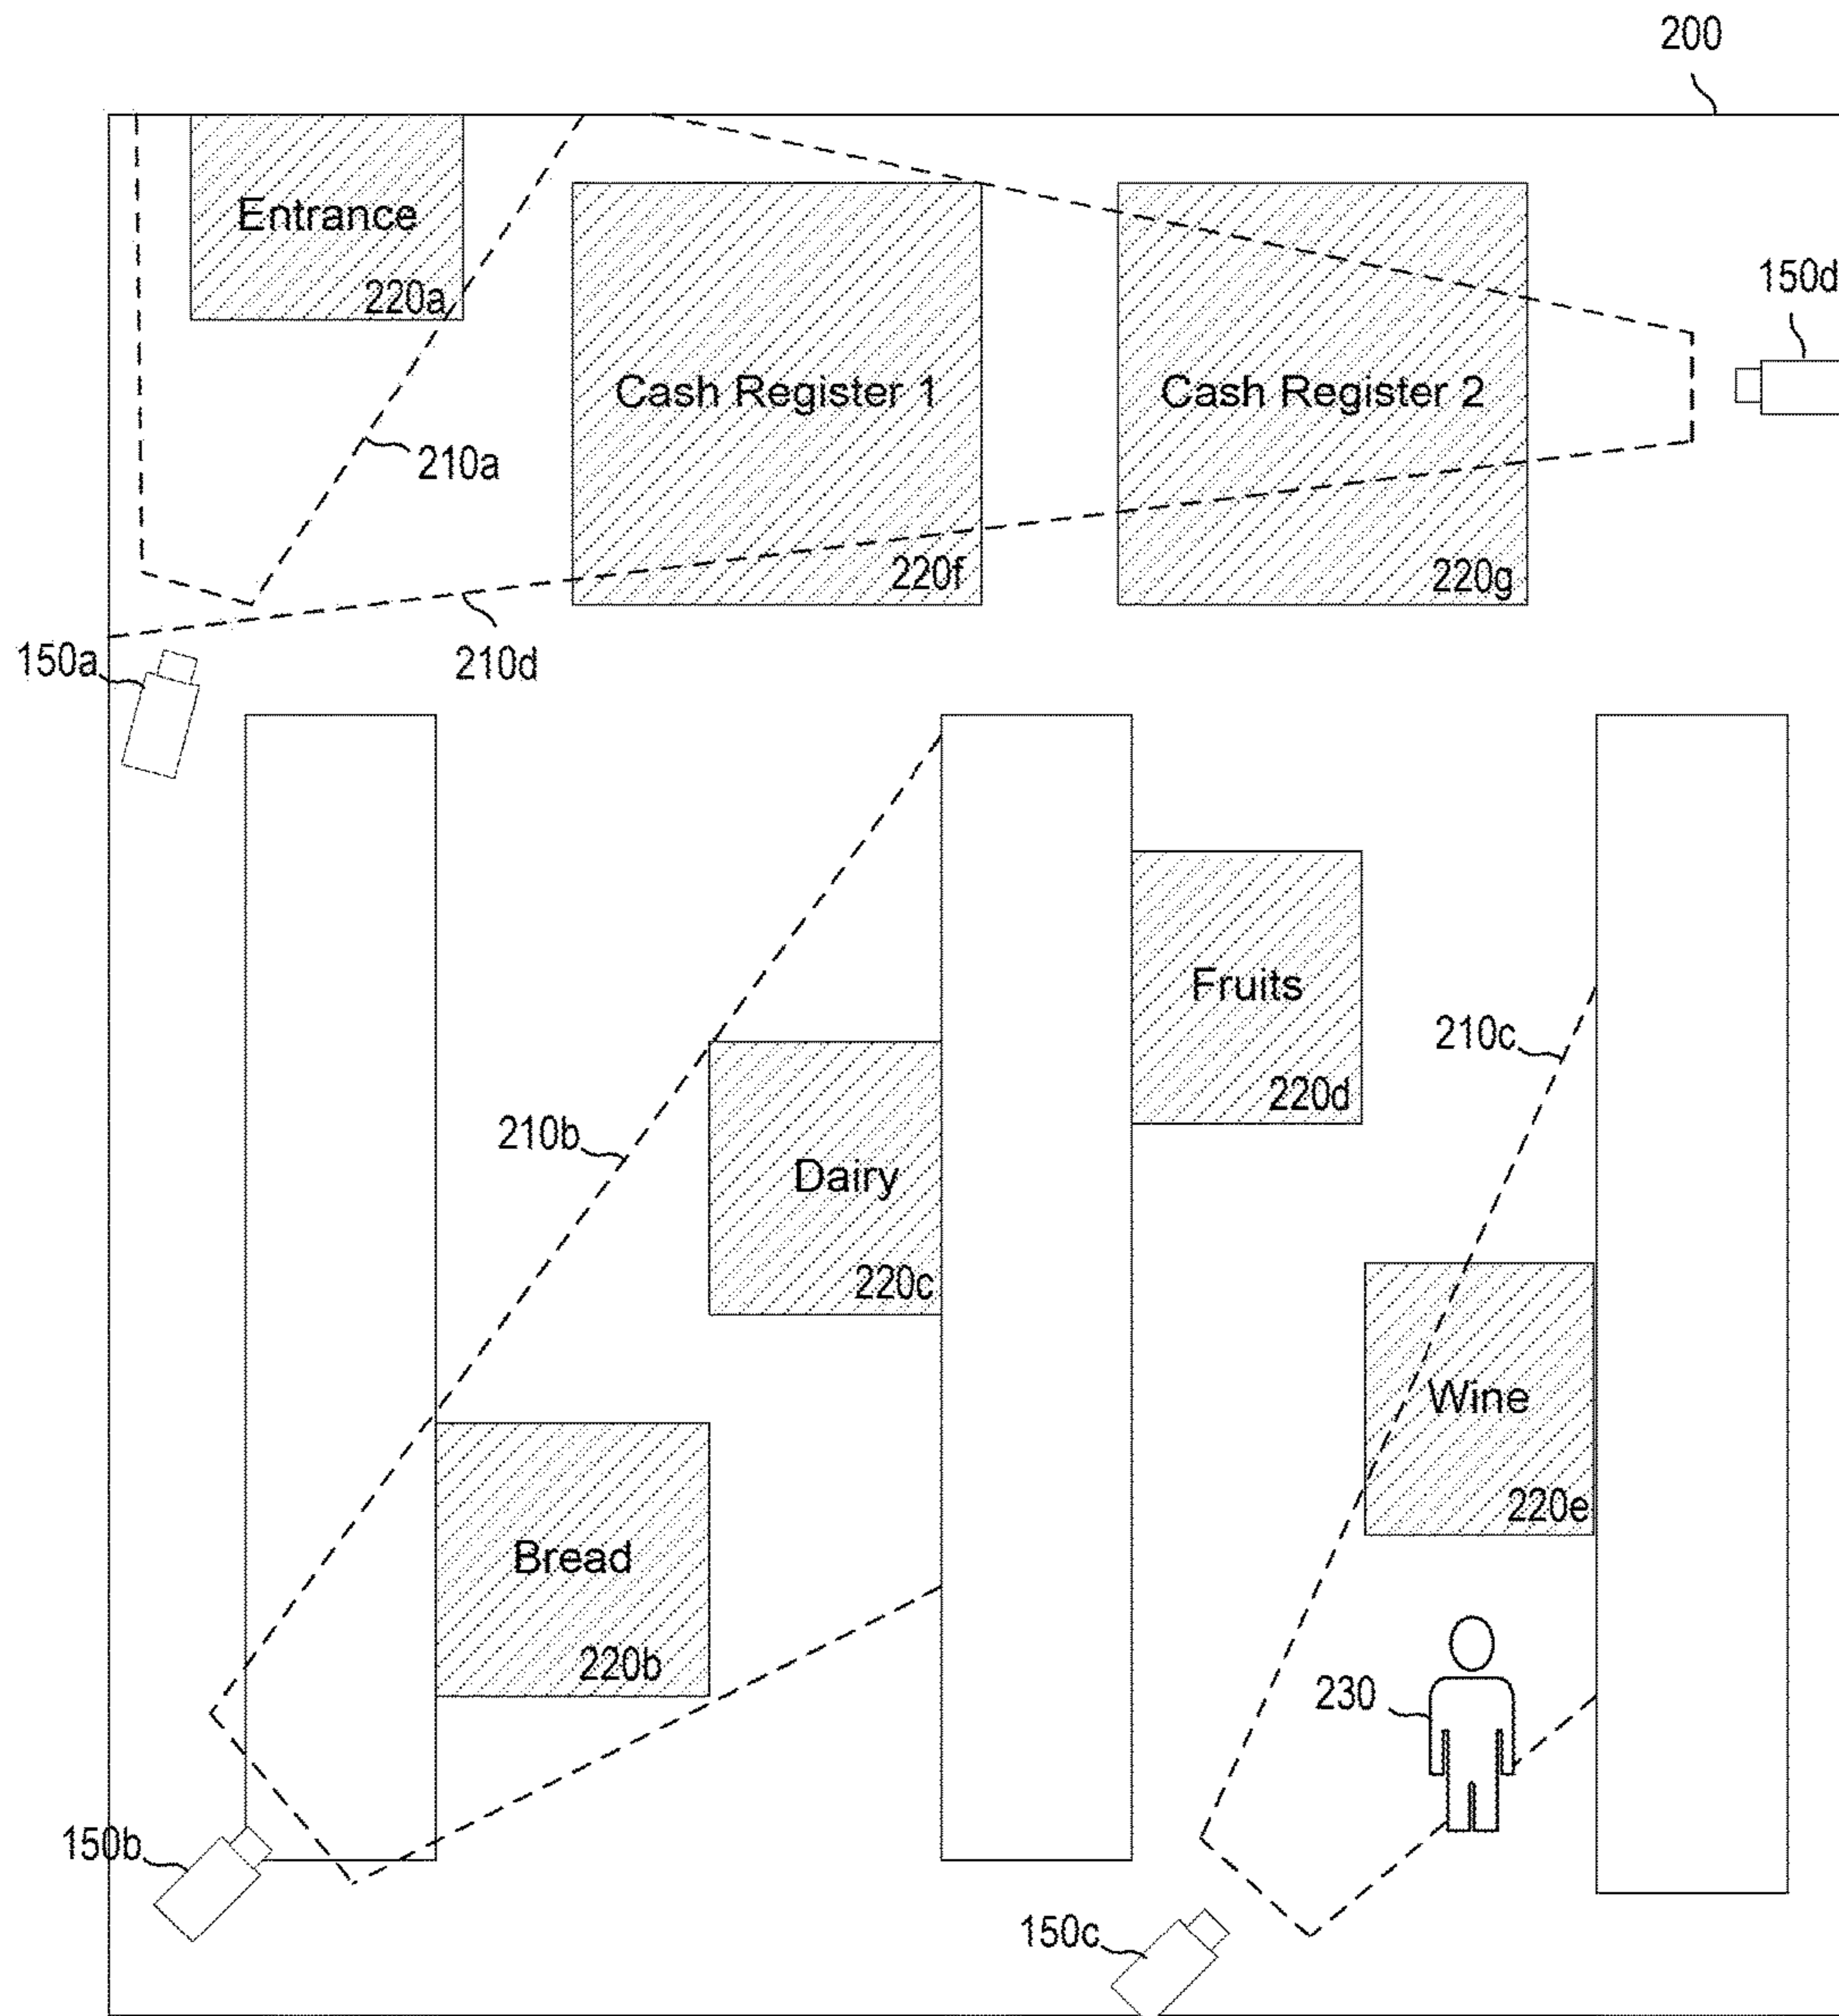 200
Entrance
220a
150d
Cash Register 1
Cash Register 2
210a
220f
220g
150a
210d
Fruits
210c
220d
210b
Dairy
220c
Wine
220e
Bread
220b
230
150b
150c